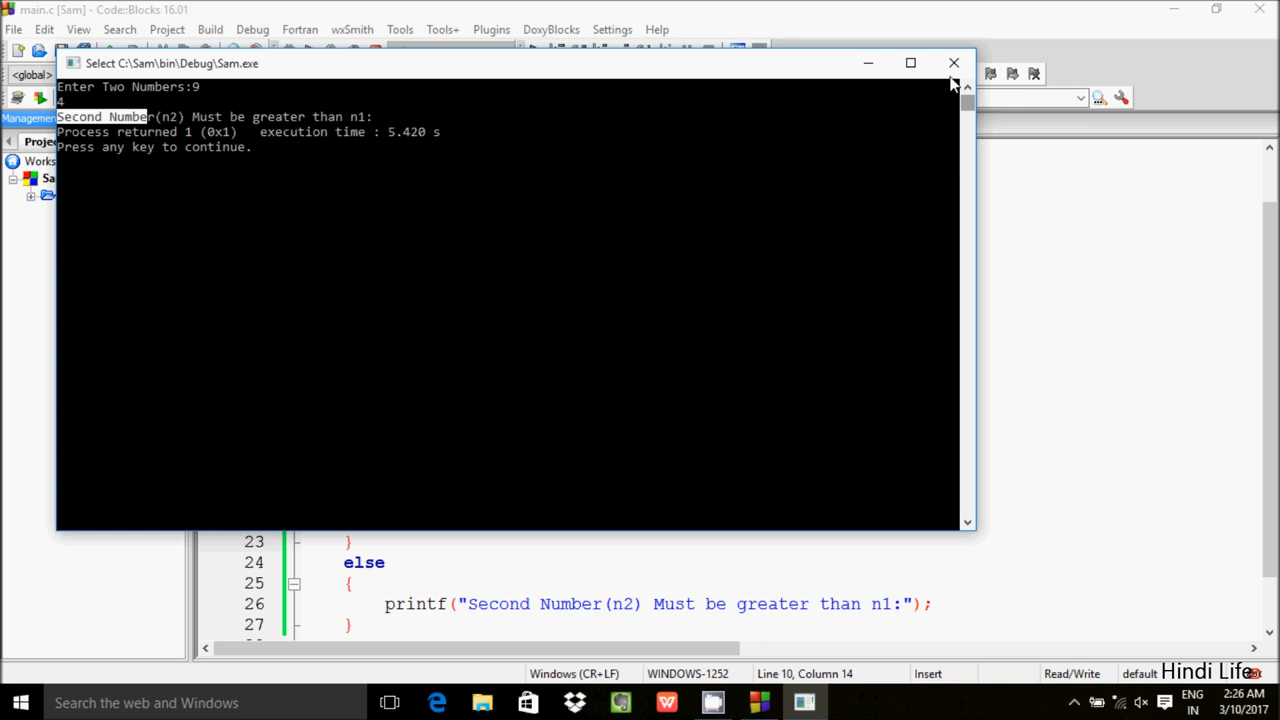 main.c [Sam] - Code::Blocks 16.01
File Edit View Search Project Build Debug Fortran wxSmith Tools Tools+ Plugins DoxyBlocks Settings Help
<global>
Management
Projec
Works
Sa
Select C:\Sam\bin\Debug\Sam.exe
Enter Two Numbers:9
4
Second Number(n2) Must be greater than n1:
Process returned 1 (0x1)   execution time : 5.420 s
Press any key to continue.
23 }
24 else
25 {
26 printf("Second Number(n2) Must be greater than n1:");
27 }
Windows (CR+LF) WINDOWS-1252 Line 10, Column 14 Insert Read/Write default
Hindi Life
Search the web and Windows
ENG 2:26 AM
IN 3/10/2017